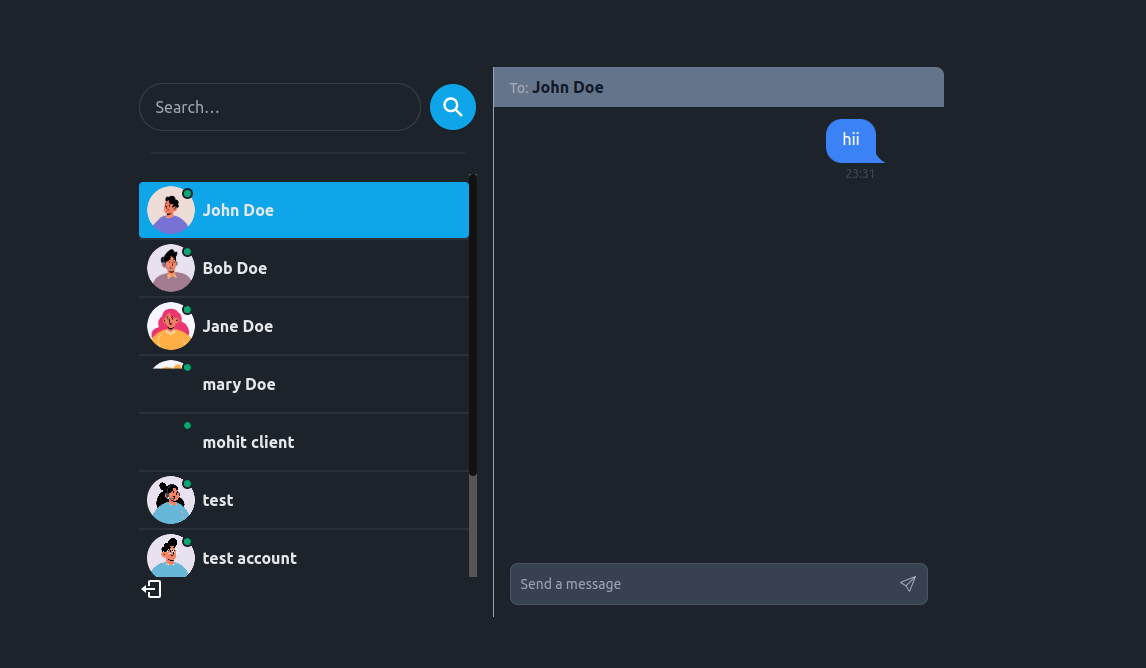 Search…
John Doe
Bob Doe
Jane Doe
mary Doe
mohit client
test
test account
To: John Doe
hii
23:31
Send a message